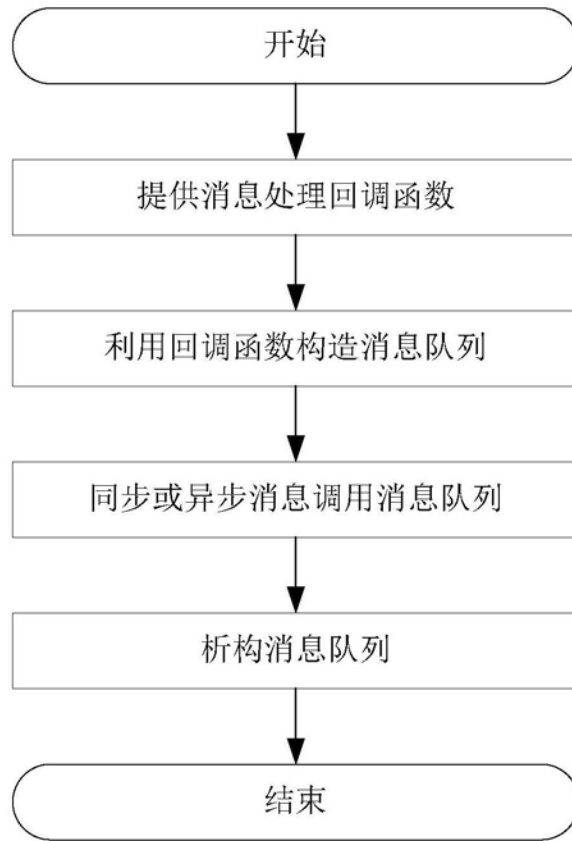 开始
提供消息处理回调函数
利用回调函数构造消息队列
同步或异步消息调用消息队列
析构消息队列
结束